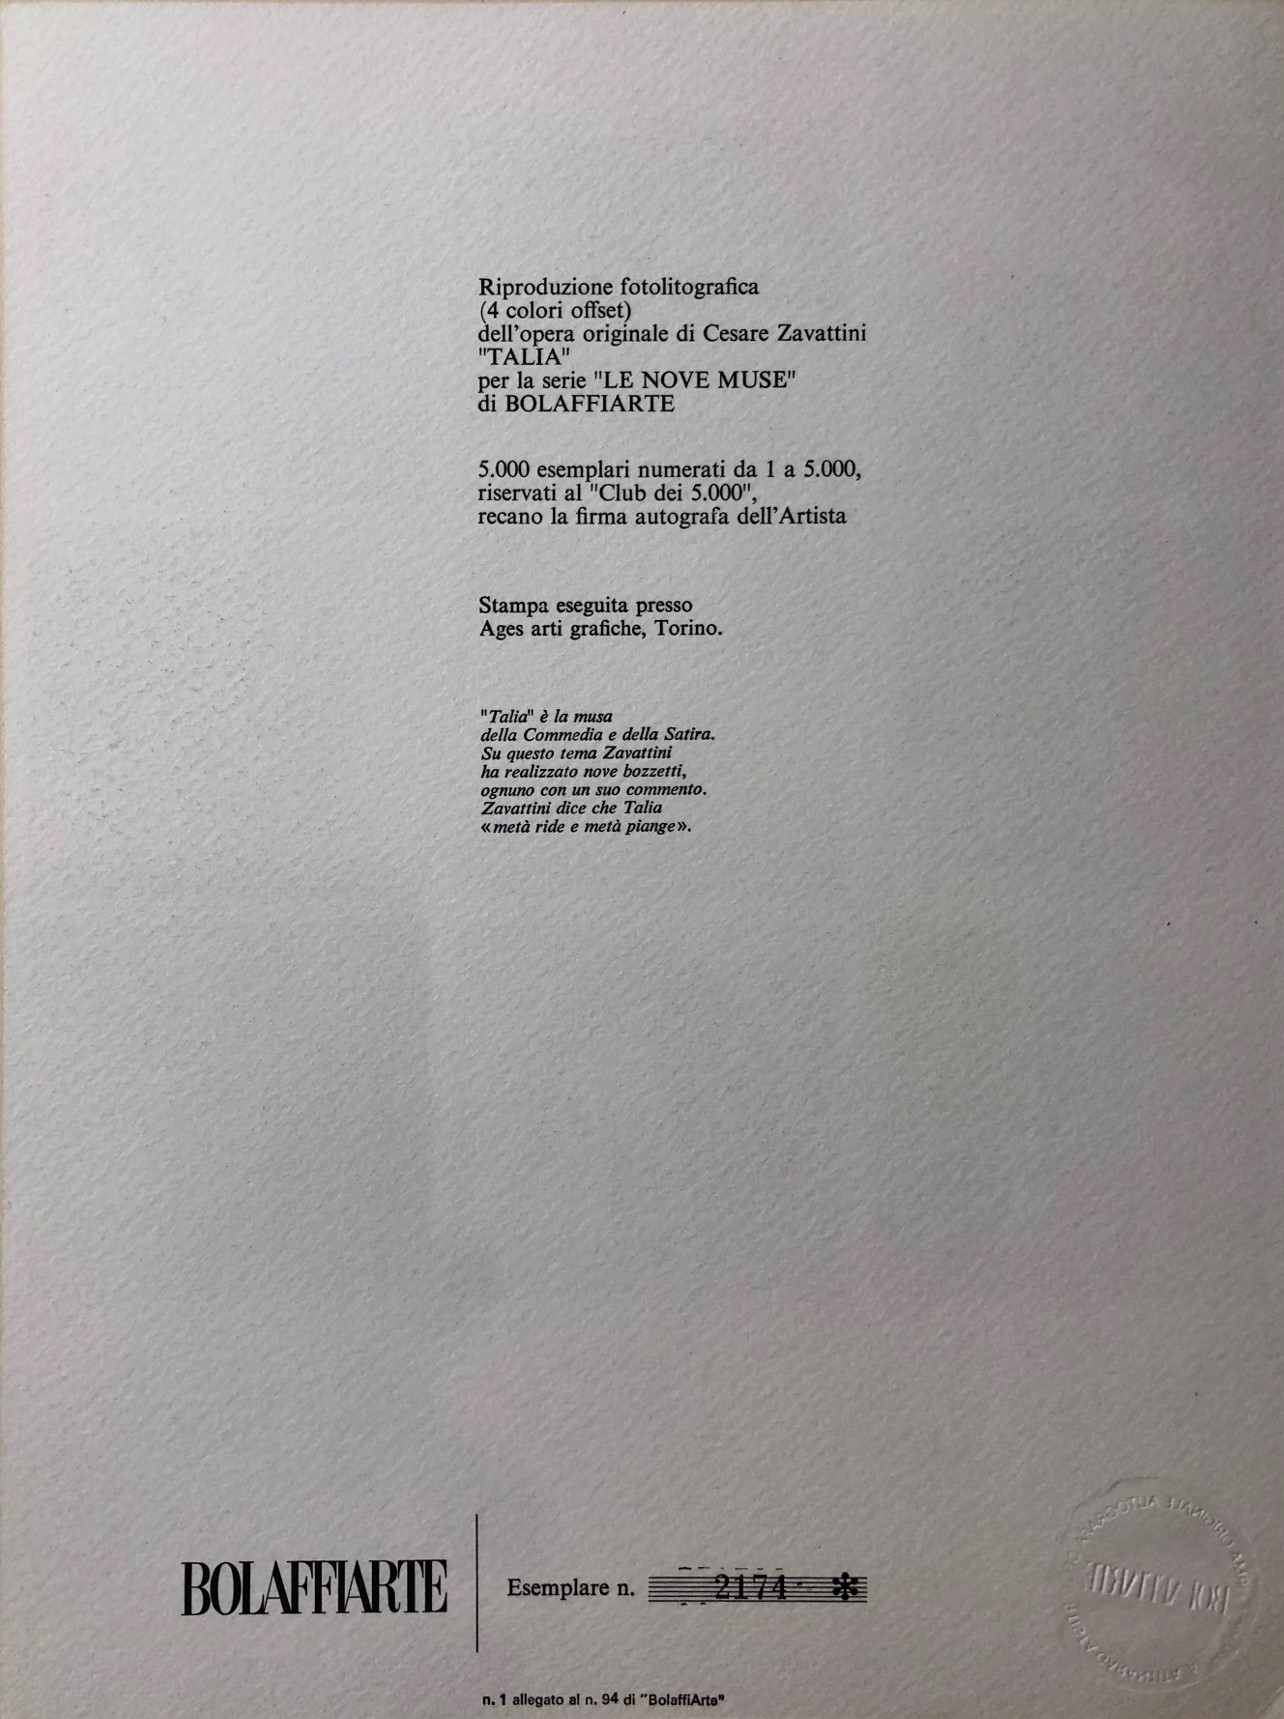 Riproduzione fotolitografica
(4 colori offset)
dell'opera originale di Cesare Zavattini
"TALIA"
per la serie "LE NOVE MUSE"
di BOLAFFIARTE
5.000 esemplari numerati da 1 a 5.000,
riservati al "Club dei 5.000",
recano la firma autografa dell'Artista
Stampa eseguita presso
Ages arti grafiche, Torino.
"Talia" è la musa
della Commedia e della Satira.
Su questo tema Zavattini
ha realizzato nove bozzetti,
ognuno con un suo commento.
Zavattini dice che Talia
«metà ride e metà piange».
BOLAFFIARTE
Esemplare n. 2174 *
n. 1 allegato al n. 94 di "BolaffiArte"
BOLAFFIARTE